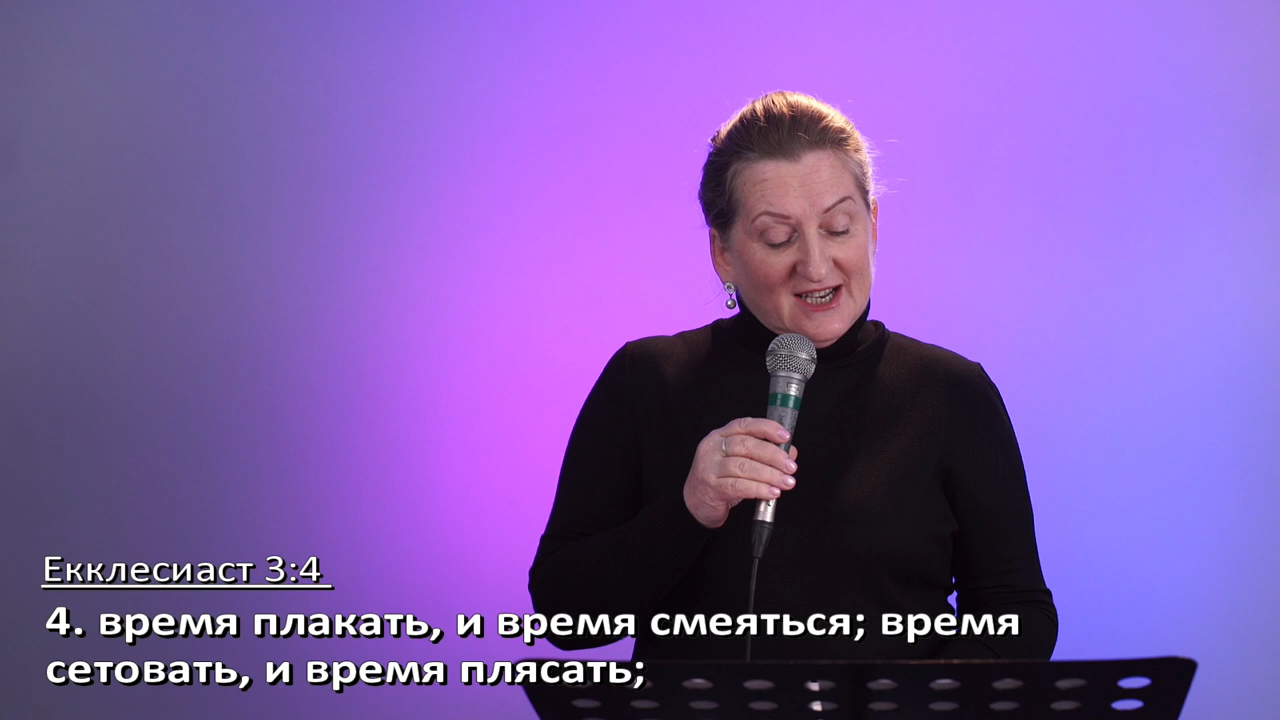 Екклесиаст 3:4
4. время плакать, и время смеяться; время
сетовать, и время плясать;